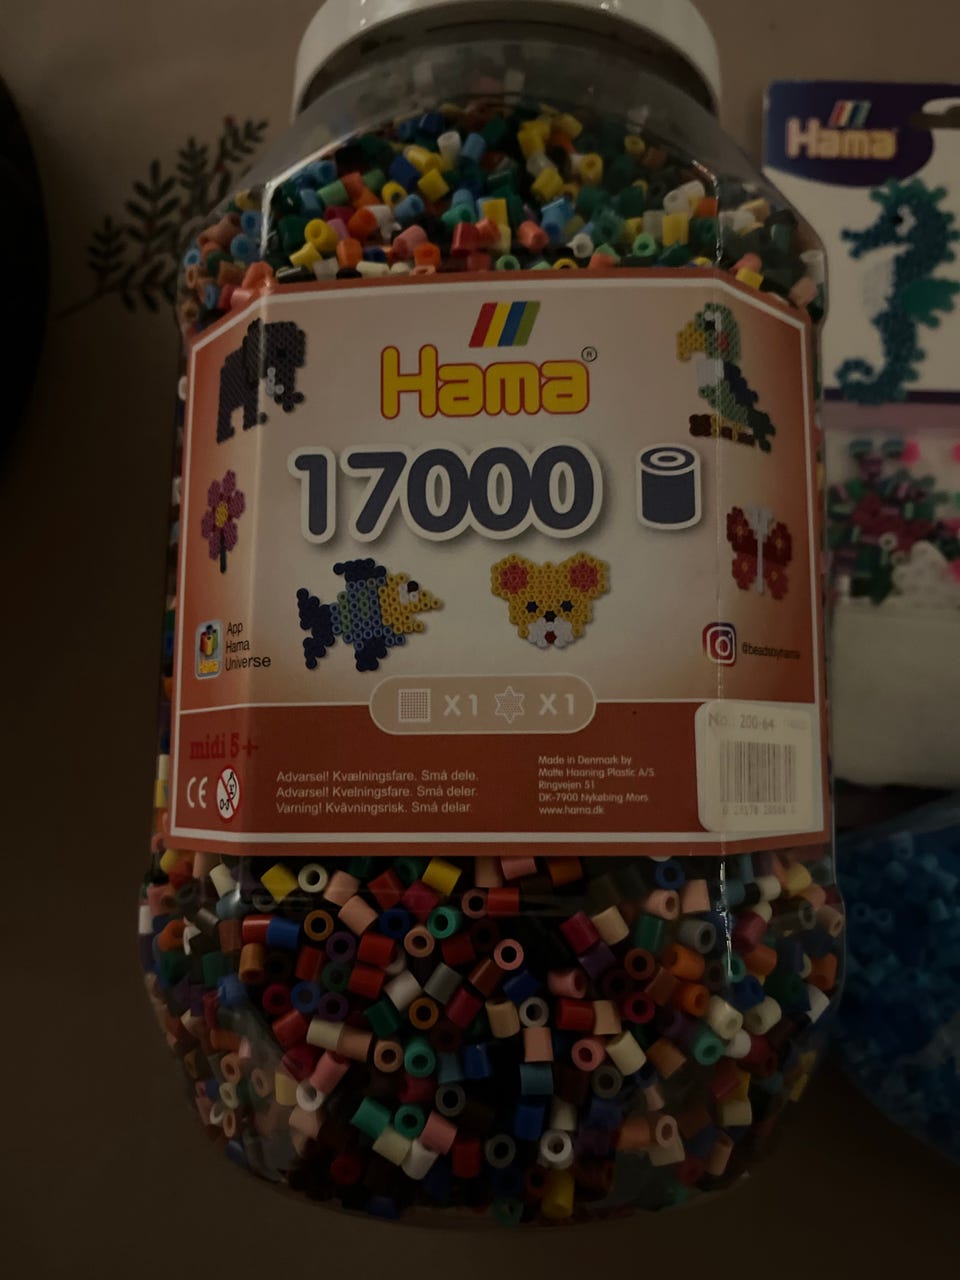 Hama
Hama®
17000
App
Hama
Universe
@beadsbyhama
X1 X1
midi 5+
No.: 200-64
CE 0-3
Advarsel! Kvælningsfare. Små dele.
Advarsel! Kvelningsfare. Små deler.
Varning! Kvävningsrisk. Små delar.
Made in Denmark by
Malte Haaning Plastic A/S
Ringvejen 51
DK-7900 Nykøbing Mors
www.hama.dk